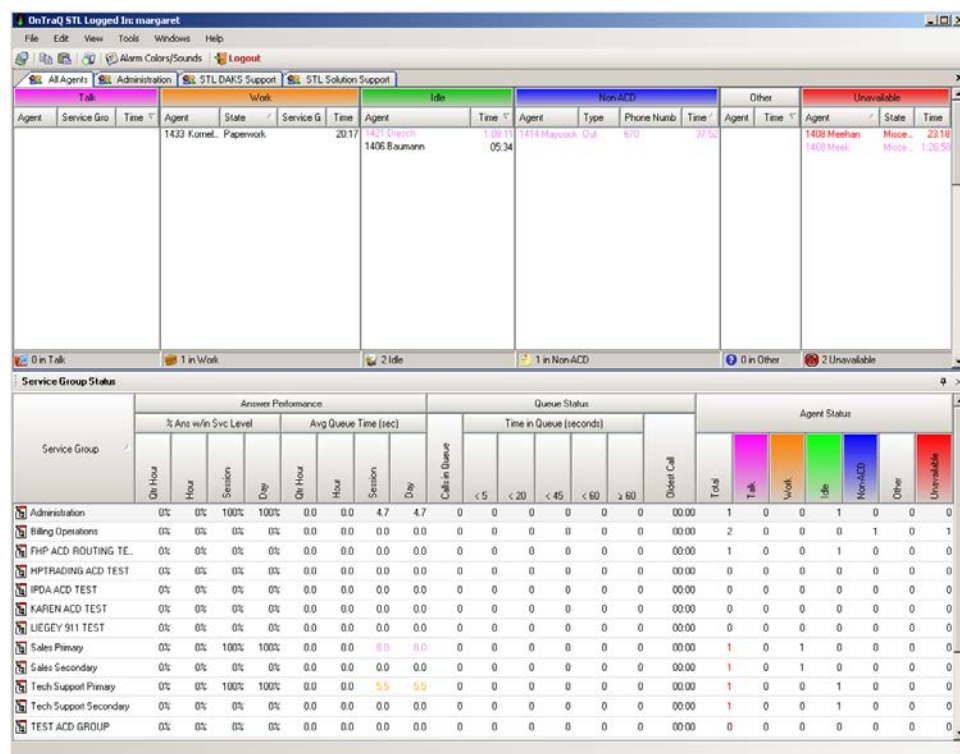 OnTraQ STL Logged In: margaret
File Edit View Tools Windows Help
Alarm Colors/Sounds Logout
All Agents Administration STL DAKS Support STL Solution Support
Talk Work Idle Non-ACD Other Unavailable
Agent Service Gro Time Agent State Service G Time Agent Time Agent Type Phone Numb Time Agent Time Agent State Time
1433 Kornel... Paperwork 20:17 1421 Diesch 1:08:11 1414 Maycock Out 670 37:52 1408 Meehan Misce... 23:18
1406 Baumann 05:34 1468 Meek Misce... 1:26:50
0 in Talk 1 in Work 2 Idle 1 in Non-ACD 0 in Other 2 Unavailable
Service Group Status
Answer Performance Queue Status Agent Status
% Ans w/in Svc Level Avg Queue Time (sec) Time in Queue (seconds)
Service Group Qtr Hour Hour Session Day Qtr Hour Hour Session Day Calls in Queue < 5 < 20 < 45 < 60 ≥ 60 Oldest Call Total Talk Work Idle Non-ACD Other Unavailable
Administration 0% 0% 100% 100% 0.0 0.0 4.7 4.7 0 0 0 0 0 0 00:00 1 0 0 1 0 0 0
Billing Operations 0% 0% 0% 0% 0.0 0.0 0.0 0.0 0 0 0 0 0 0 00:00 2 0 0 0 1 0 1
FHP ACD ROUTING TE... 0% 0% 0% 0% 0.0 0.0 0.0 0.0 0 0 0 0 0 0 00:00 1 0 0 1 0 0 0
HPTRADING ACD TEST 0% 0% 0% 0% 0.0 0.0 0.0 0.0 0 0 0 0 0 0 00:00 0 0 0 0 0 0 0
IPDA ACD TEST 0% 0% 0% 0% 0.0 0.0 0.0 0.0 0 0 0 0 0 0 00:00 0 0 0 0 0 0 0
KAREN ACD TEST 0% 0% 0% 0% 0.0 0.0 0.0 0.0 0 0 0 0 0 0 00:00 0 0 0 0 0 0 0
LIEGEY 911 TEST 0% 0% 0% 0% 0.0 0.0 0.0 0.0 0 0 0 0 0 0 00:00 0 0 0 0 0 0 0
Sales Primary 0% 0% 100% 100% 0.0 0.0 8.0 8.0 0 0 0 0 0 0 00:00 1 0 1 0 0 0 0
Sales Secondary 0% 0% 0% 0% 0.0 0.0 0.0 0.0 0 0 0 0 0 0 00:00 1 0 1 0 0 0 0
Tech Support Primary 0% 0% 100% 100% 0.0 0.0 5.5 5.5 0 0 0 0 0 0 00:00 1 0 0 1 0 0 0
Tech Support Secondary 0% 0% 0% 0% 0.0 0.0 0.0 0.0 0 0 0 0 0 0 00:00 1 0 0 1 0 0 0
TEST ACD GROUP 0% 0% 0% 0% 0.0 0.0 0.0 0.0 0 0 0 0 0 0 00:00 0 0 0 0 0 0 0